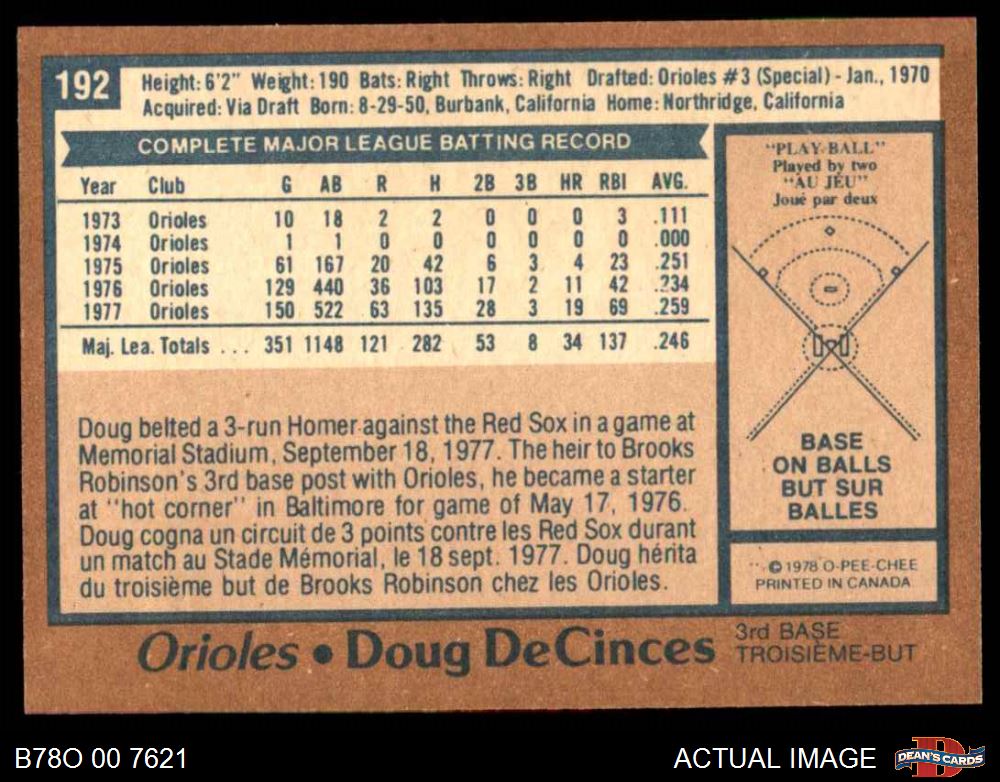 192
Height: 6'2" Weight: 190 Bats: Right Throws: Right Drafted: Orioles #3 (Special) - Jan., 1970
Acquired: Via Draft Born: 8-29-50, Burbank, California Home: Northridge, California
COMPLETE MAJOR LEAGUE BATTING RECORD
Year Club G AB R H 2B 3B HR RBI AVG.
1973 Orioles 10 18 2 2 0 0 0 3 .111
1974 Orioles 1 1 0 0 0 0 0 0 .000
1975 Orioles 61 167 20 42 6 3 4 23 .251
1976 Orioles 129 440 36 103 17 2 11 42 .234
1977 Orioles 150 522 63 135 28 3 19 69 .259
Maj. Lea. Totals ... 351 1148 121 282 53 8 34 137 .246
Doug belted a 3-run Homer against the Red Sox in a game at
Memorial Stadium, September 18, 1977. The heir to Brooks
Robinson's 3rd base post with Orioles, he became a starter
at "hot corner" in Baltimore for game of May 17, 1976.
Doug cogna un circuit de 3 points contre les Red Sox durant
un match au Stade Mémorial, le 18 sept. 1977. Doug hérita
du troisième but de Brooks Robinson chez les Orioles.
"PLAY BALL"
Played by two
"AU JEU"
Joué par deux
BASE
ON BALLS
BUT SUR
BALLES
© 1978 O-PEE-CHEE
PRINTED IN CANADA
Orioles • Doug DeCinces
3rd BASE
TROISIÈME-BUT
B78O 00 7621
ACTUAL IMAGE
D
DEAN'S CARDS